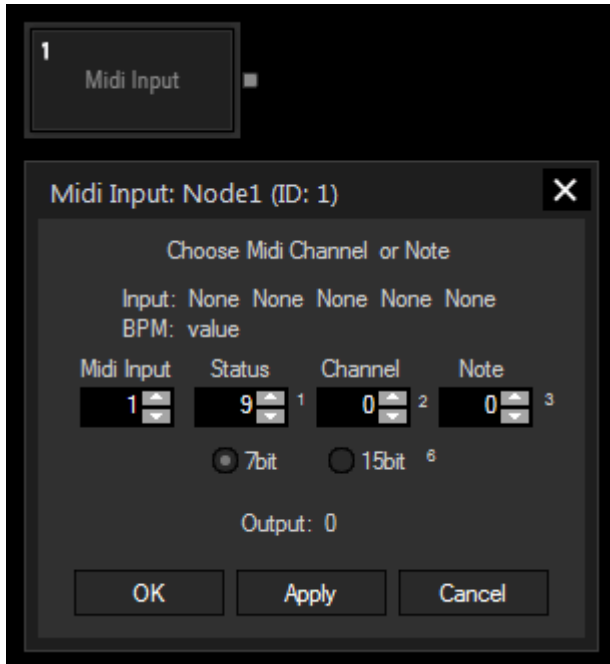 1
Midi Input
Midi Input: Node1 (ID: 1)
Choose Midi Channel or Note
Input: None None None None None
BPM: value
Midi Input Status Channel Note
1 9 1 0 2 0 3
7bit 15bit 6
Output: 0
OK Apply Cancel